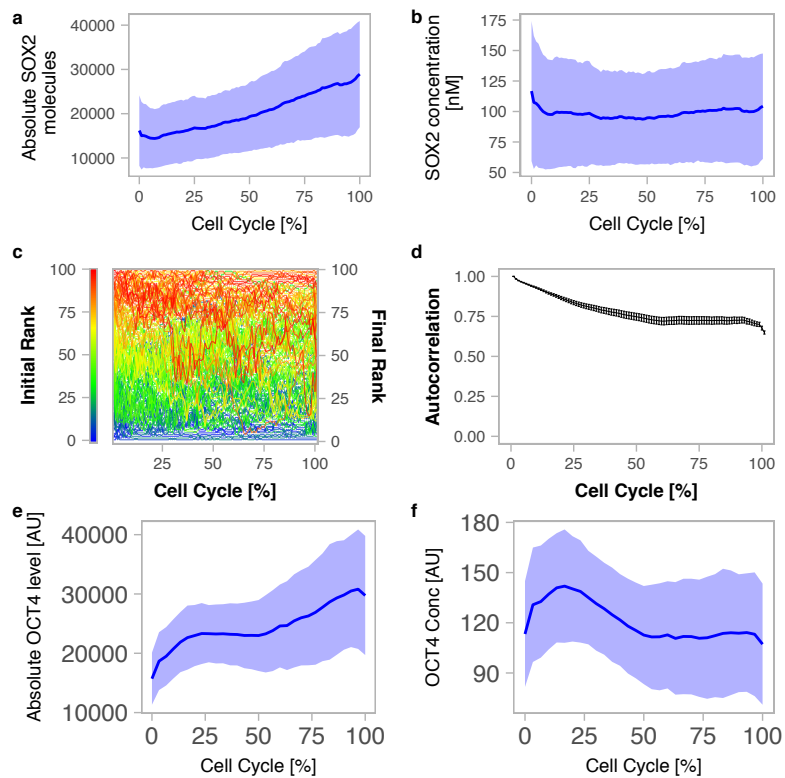 a
Absolute SOX2
molecules
40000
30000
20000
10000
0 25 50 75 100
Cell Cycle [%]
b
SOX2 concentration
[nM]
175
150
125
100
75
50
0 25 50 75 100
Cell Cycle [%]
c
Initial Rank
100
75
50
25
0
100
75
50
25
0
Final Rank
25 50 75 100
Cell Cycle [%]
d
Autocorrelation
1.00
0.75
0.50
0.25
0.00
0 25 50 75 100
Cell Cycle [%]
e
Absolute OCT4 level [AU]
40000
30000
20000
10000
0 25 50 75 100
Cell Cycle [%]
f
OCT4 Conc [AU]
180
150
120
90
0 25 50 75 100
Cell Cycle [%]